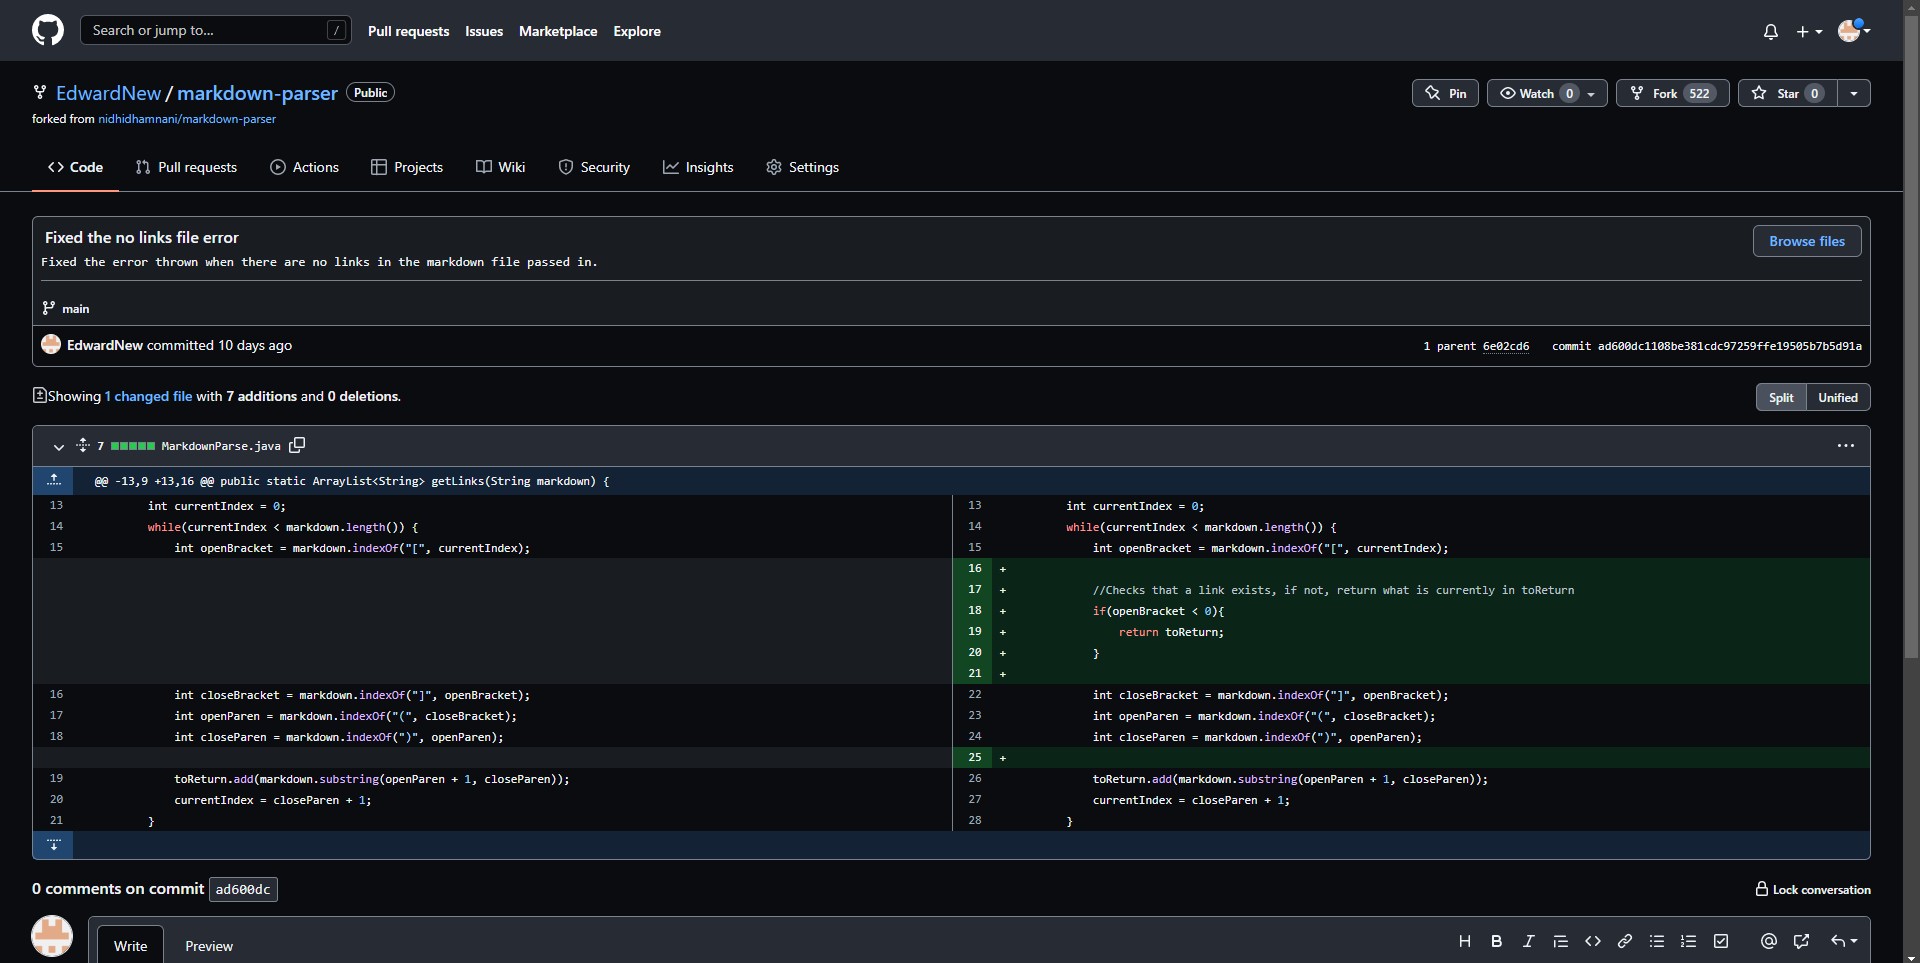 Search or jump to... /
Pull requests Issues Marketplace Explore
EdwardNew / markdown-parser Public
Pin Watch 0 Fork 522 Star 0
forked from nidhidhamnani/markdown-parser
Code Pull requests Actions Projects Wiki Security Insights Settings
Fixed the no links file error
Browse files
Fixed the error thrown when there are no links in the markdown file passed in.
main
EdwardNew committed 10 days ago
1 parent 6e02cd6 commit ad600dc1108be381cdc97259ffe19505b7b5d91a
Showing 1 changed file with 7 additions and 0 deletions.
Split Unified
7 MarkdownParse.java ...
@@ -13,9 +13,16 @@ public static ArrayList<String> getLinks(String markdown) {
13 int currentIndex = 0; 13 int currentIndex = 0;
14 while(currentIndex < markdown.length()) { 14 while(currentIndex < markdown.length()) {
15 int openBracket = markdown.indexOf("[", currentIndex); 15 int openBracket = markdown.indexOf("[", currentIndex);
16 +
17 + //Checks that a link exists, if not, return what is currently in toReturn
18 + if(openBracket < 0){
19 + return toReturn;
20 + }
21 +
16 int closeBracket = markdown.indexOf("]", openBracket); 22 int closeBracket = markdown.indexOf("]", openBracket);
17 int openParen = markdown.indexOf("(", closeBracket); 23 int openParen = markdown.indexOf("(", closeBracket);
18 int closeParen = markdown.indexOf(")", openParen); 24 int closeParen = markdown.indexOf(")", openParen);
25 +
19 toReturn.add(markdown.substring(openParen + 1, closeParen)); 26 toReturn.add(markdown.substring(openParen + 1, closeParen));
20 currentIndex = closeParen + 1; 27 currentIndex = closeParen + 1;
21 } 28 }
0 comments on commit ad600dc
Lock conversation
Write Preview